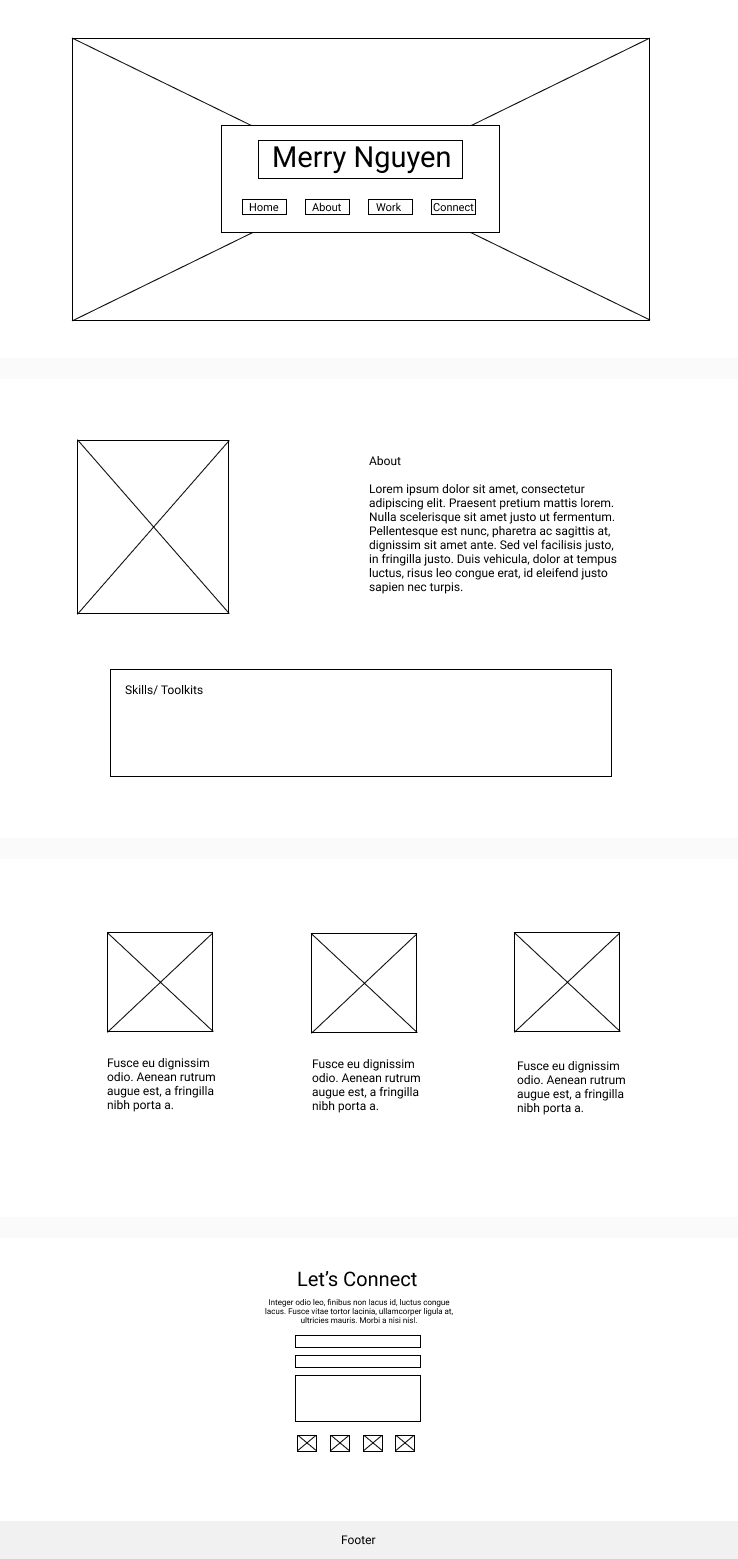 Merry Nguyen
Home About Work Connect
About
Lorem ipsum dolor sit amet, consectetur
adipiscing elit. Praesent pretium mattis lorem.
Nulla scelerisque sit amet justo ut fermentum.
Pellentesque est nunc, pharetra ac sagittis at,
dignissim sit amet ante. Sed vel facilisis justo,
in fringilla justo. Duis vehicula, dolor at tempus
luctus, risus leo congue erat, id eleifend justo
sapien nec turpis.
Skills/ Toolkits
Fusce eu dignissim
odio. Aenean rutrum
augue est, a fringilla
nibh porta a.
Fusce eu dignissim
odio. Aenean rutrum
augue est, a fringilla
nibh porta a.
Fusce eu dignissim
odio. Aenean rutrum
augue est, a fringilla
nibh porta a.
Let’s Connect
Integer odio leo, finibus non lacus id, luctus congue
lacus. Fusce vitae tortor lacinia, ullamcorper ligula at,
ultricies mauris. Morbi a nisi nisl.
Footer